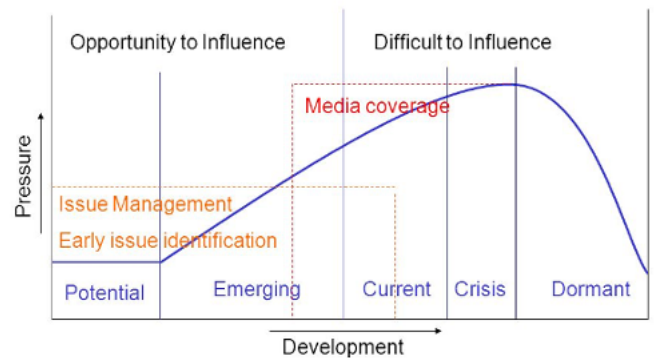 Opportunity to Influence
Difficult to Influence
Media coverage
Pressure
Issue Management
Early issue identification
Potential
Emerging
Current
Crisis
Dormant
Development